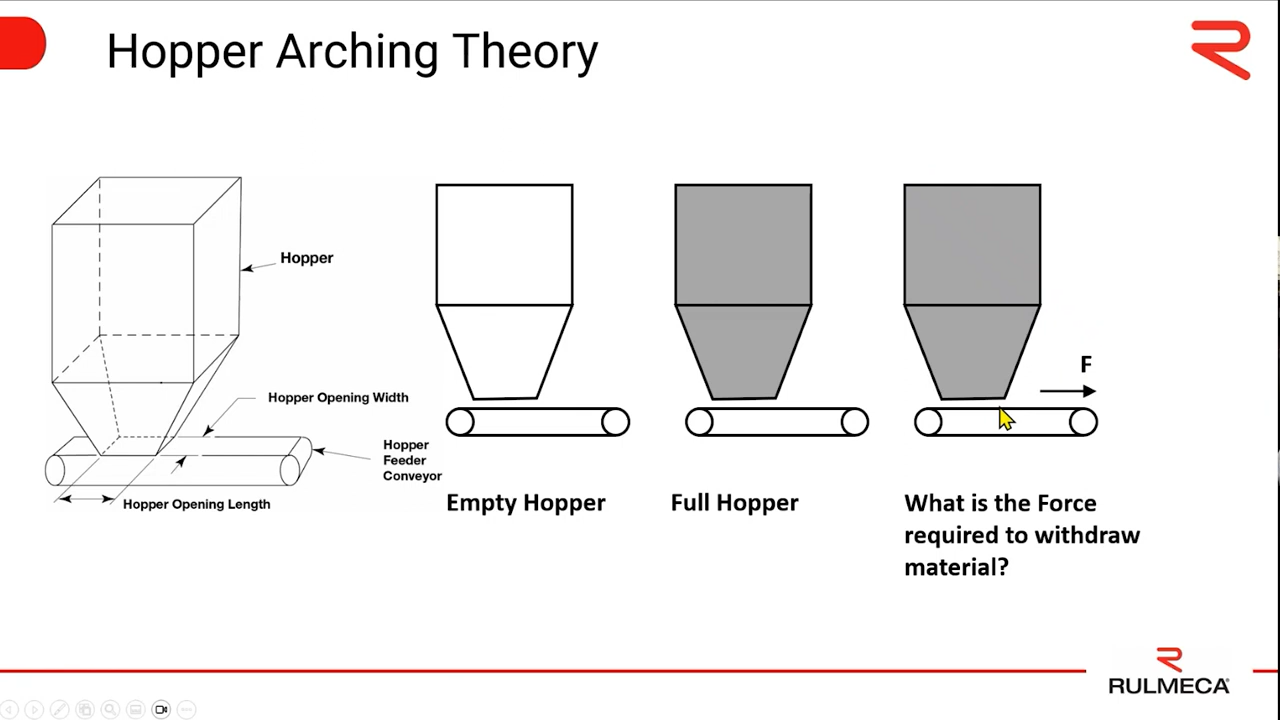 Hopper Arching Theory
Hopper
Hopper Opening Width
Hopper
Feeder
Conveyor
Hopper Opening Length
Empty Hopper
Full Hopper
F
What is the Force
required to withdraw
material?
RULMECA